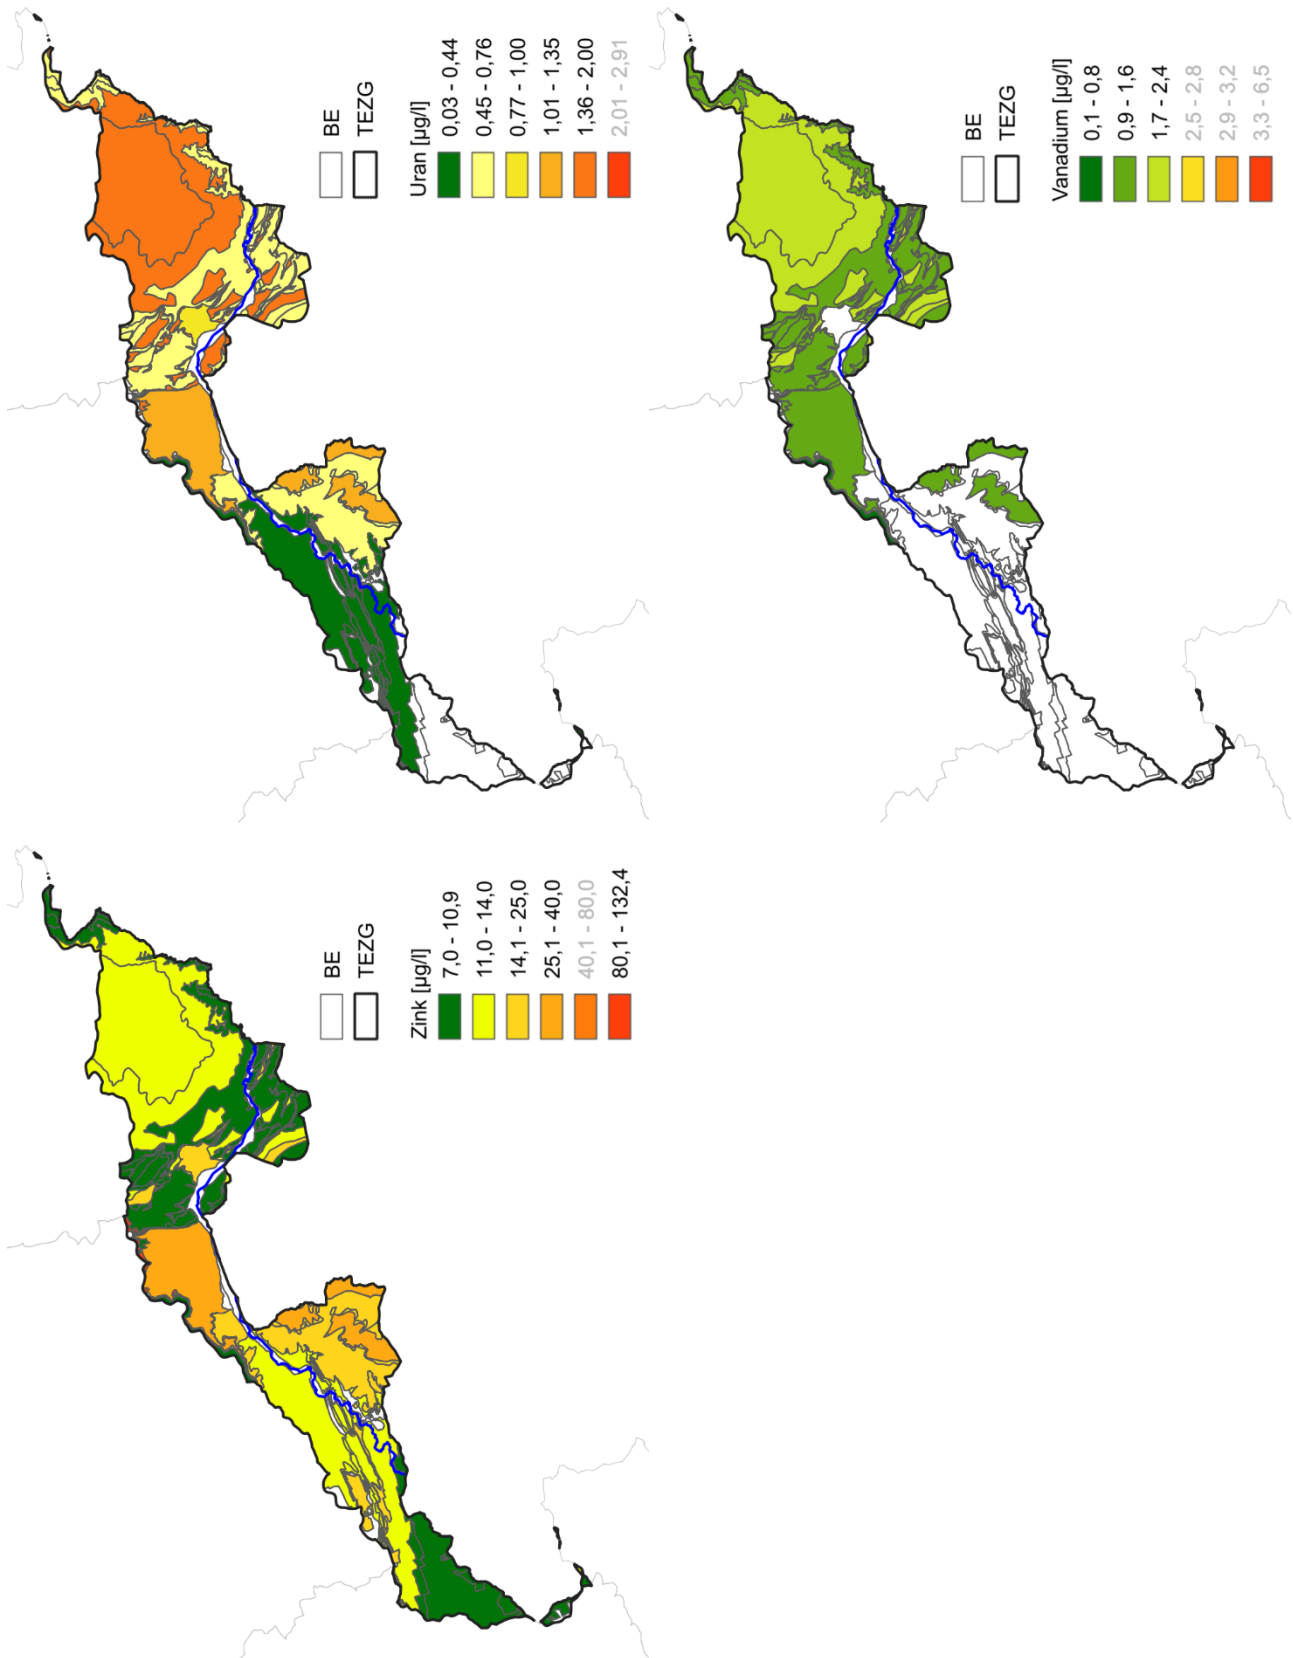 BE
TEZG
Uran [µg/l]
0,03 - 0,44
0,45 - 0,76
0,77 - 1,00
1,01 - 1,35
1,36 - 2,00
2,01 - 2,91
BE
TEZG
Vanadium [µg/l]
0,1 - 0,8
0,9 - 1,6
1,7 - 2,4
2,5 - 2,8
2,9 - 3,2
3,3 - 6,5
BE
TEZG
Zink [µg/l]
7,0 - 10,9
11,0 - 14,0
14,1 - 25,0
25,1 - 40,0
40,1 - 80,0
80,1 - 132,4